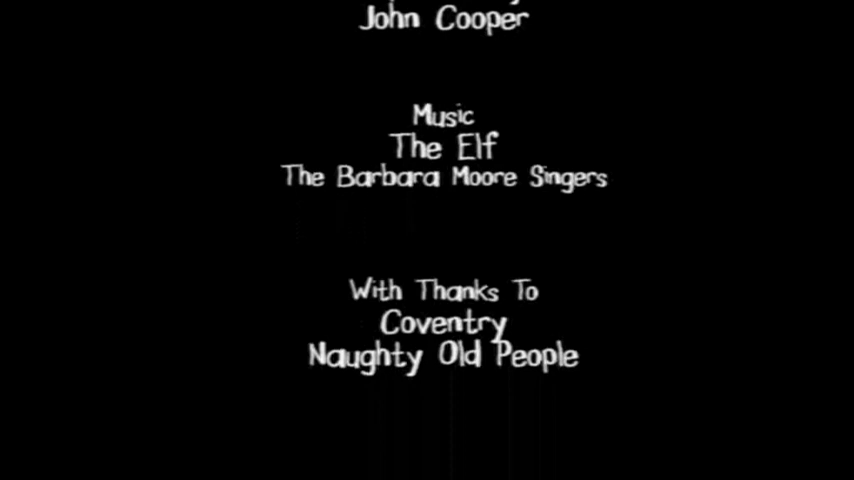 John Cooper
Music
The Elf
The Barbara Moore Singers
With Thanks To
Coventry
Naughty Old People